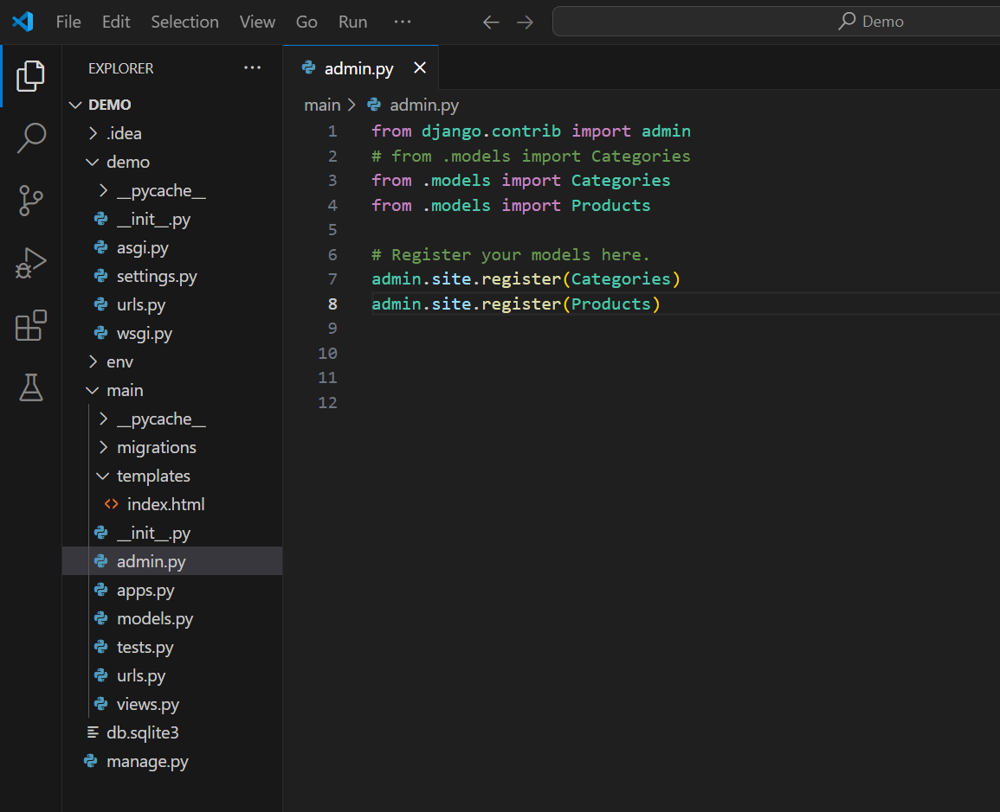 File Edit Selection View Go Run ···
Demo
EXPLORER ···
DEMO
.idea
demo
__pycache__
__init__.py
asgi.py
settings.py
urls.py
wsgi.py
env
main
__pycache__
migrations
templates
<> index.html
__init__.py
admin.py
apps.py
models.py
tests.py
urls.py
views.py
db.sqlite3
manage.py
admin.py
main > admin.py
1 from django.contrib import admin
2 # from .models import Categories
3 from .models import Categories
4 from .models import Products
5
6 # Register your models here.
7 admin.site.register(Categories)
8 admin.site.register(Products)
9
10
11
12